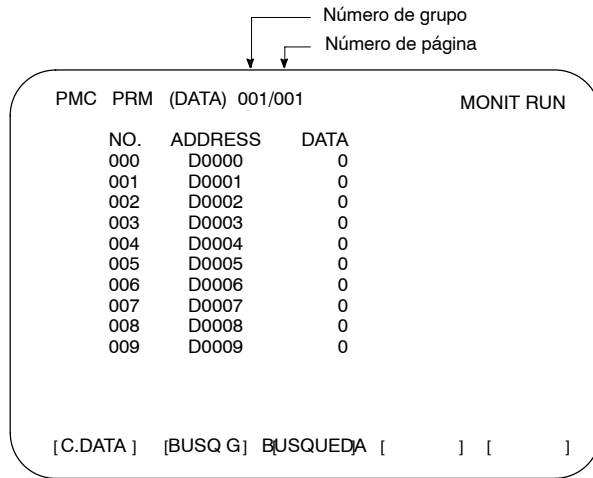 Número de grupo
Número de página
PMC PRM (DATA) 001/001 MONIT RUN
NO. ADDRESS DATA
000 D0000 0
001 D0001 0
002 D0002 0
003 D0003 0
004 D0004 0
005 D0005 0
006 D0006 0
007 D0007 0
008 D0008 0
009 D0009 0
[C.DATA ] [BUSQ G] [BUSQUEDA] [ ] [ ]